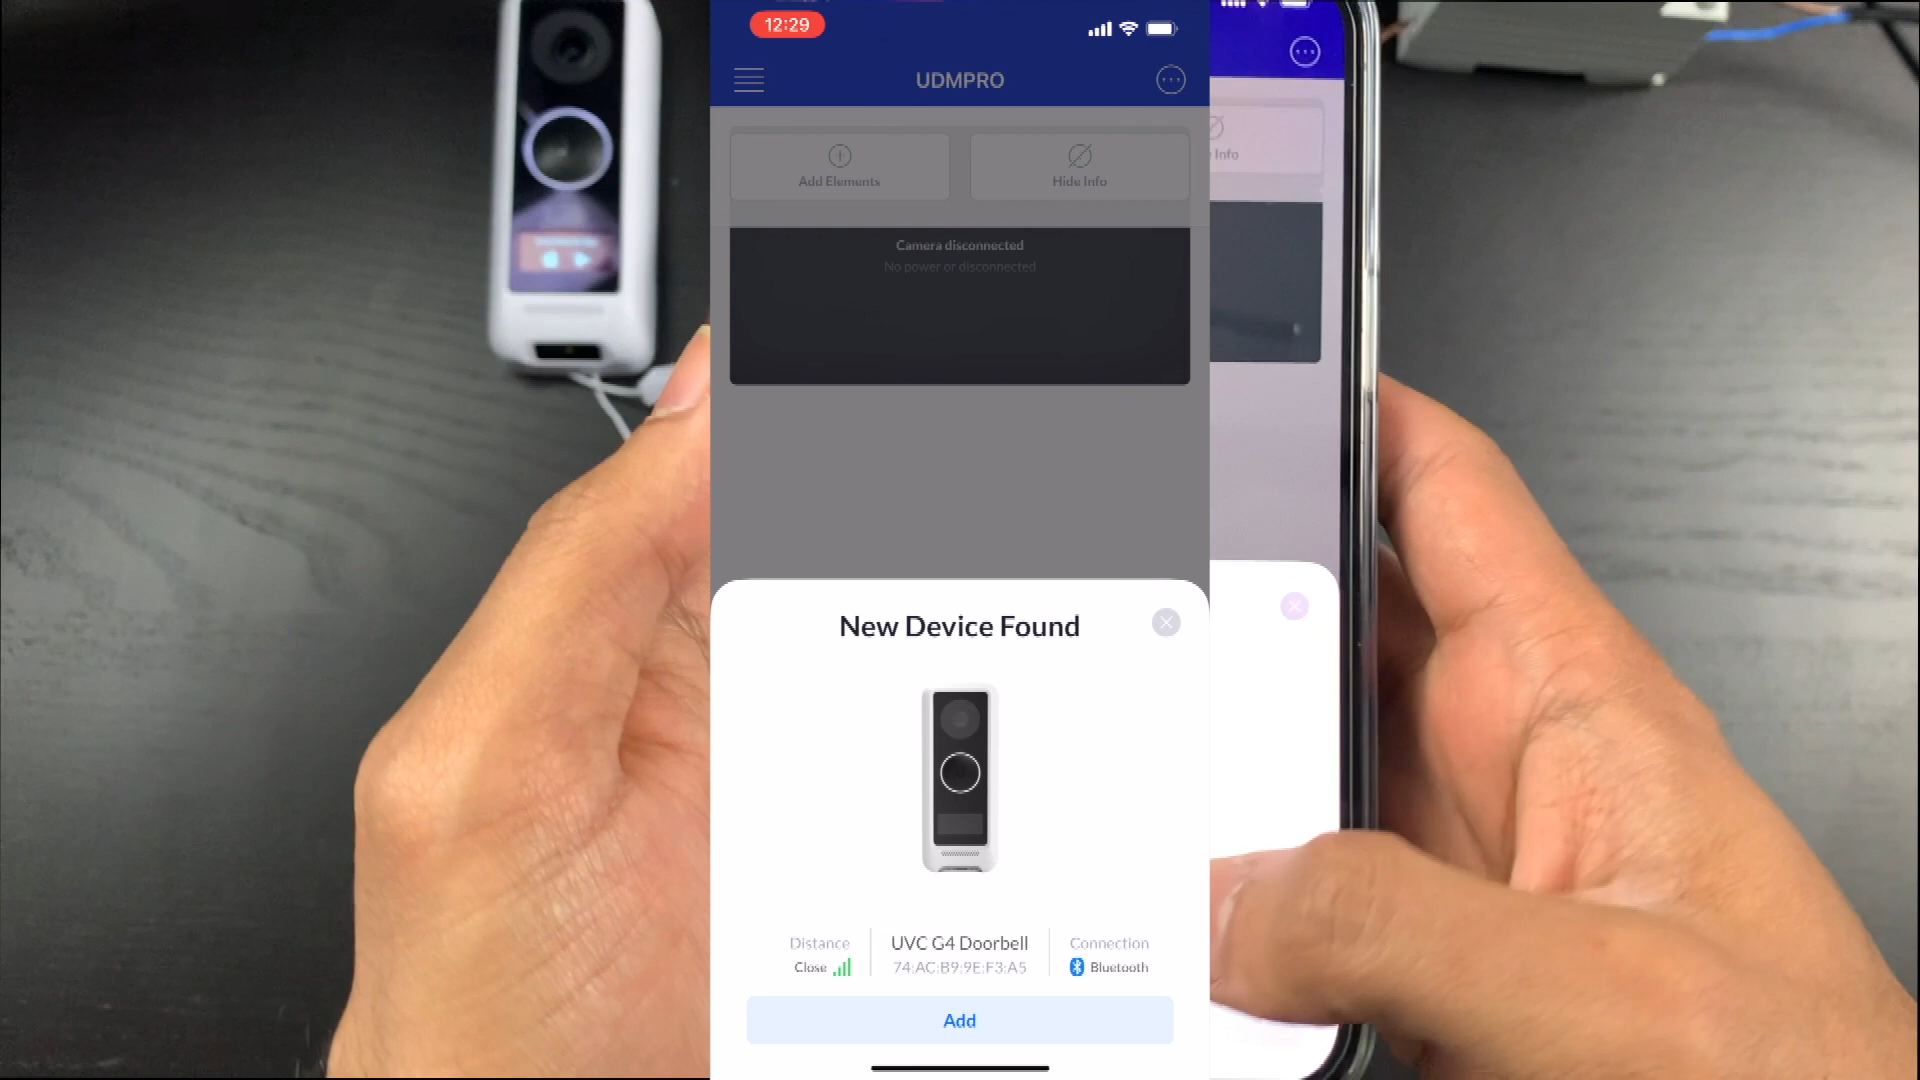 12:29
UDMPRO
Add Elements
Hide Info
Info
Camera disconnected
No power or disconnected
New Device Found
Distance
UVC G4 Doorbell
Connection
Close
74:AC:B9:9E:F3:A5
Bluetooth
Add